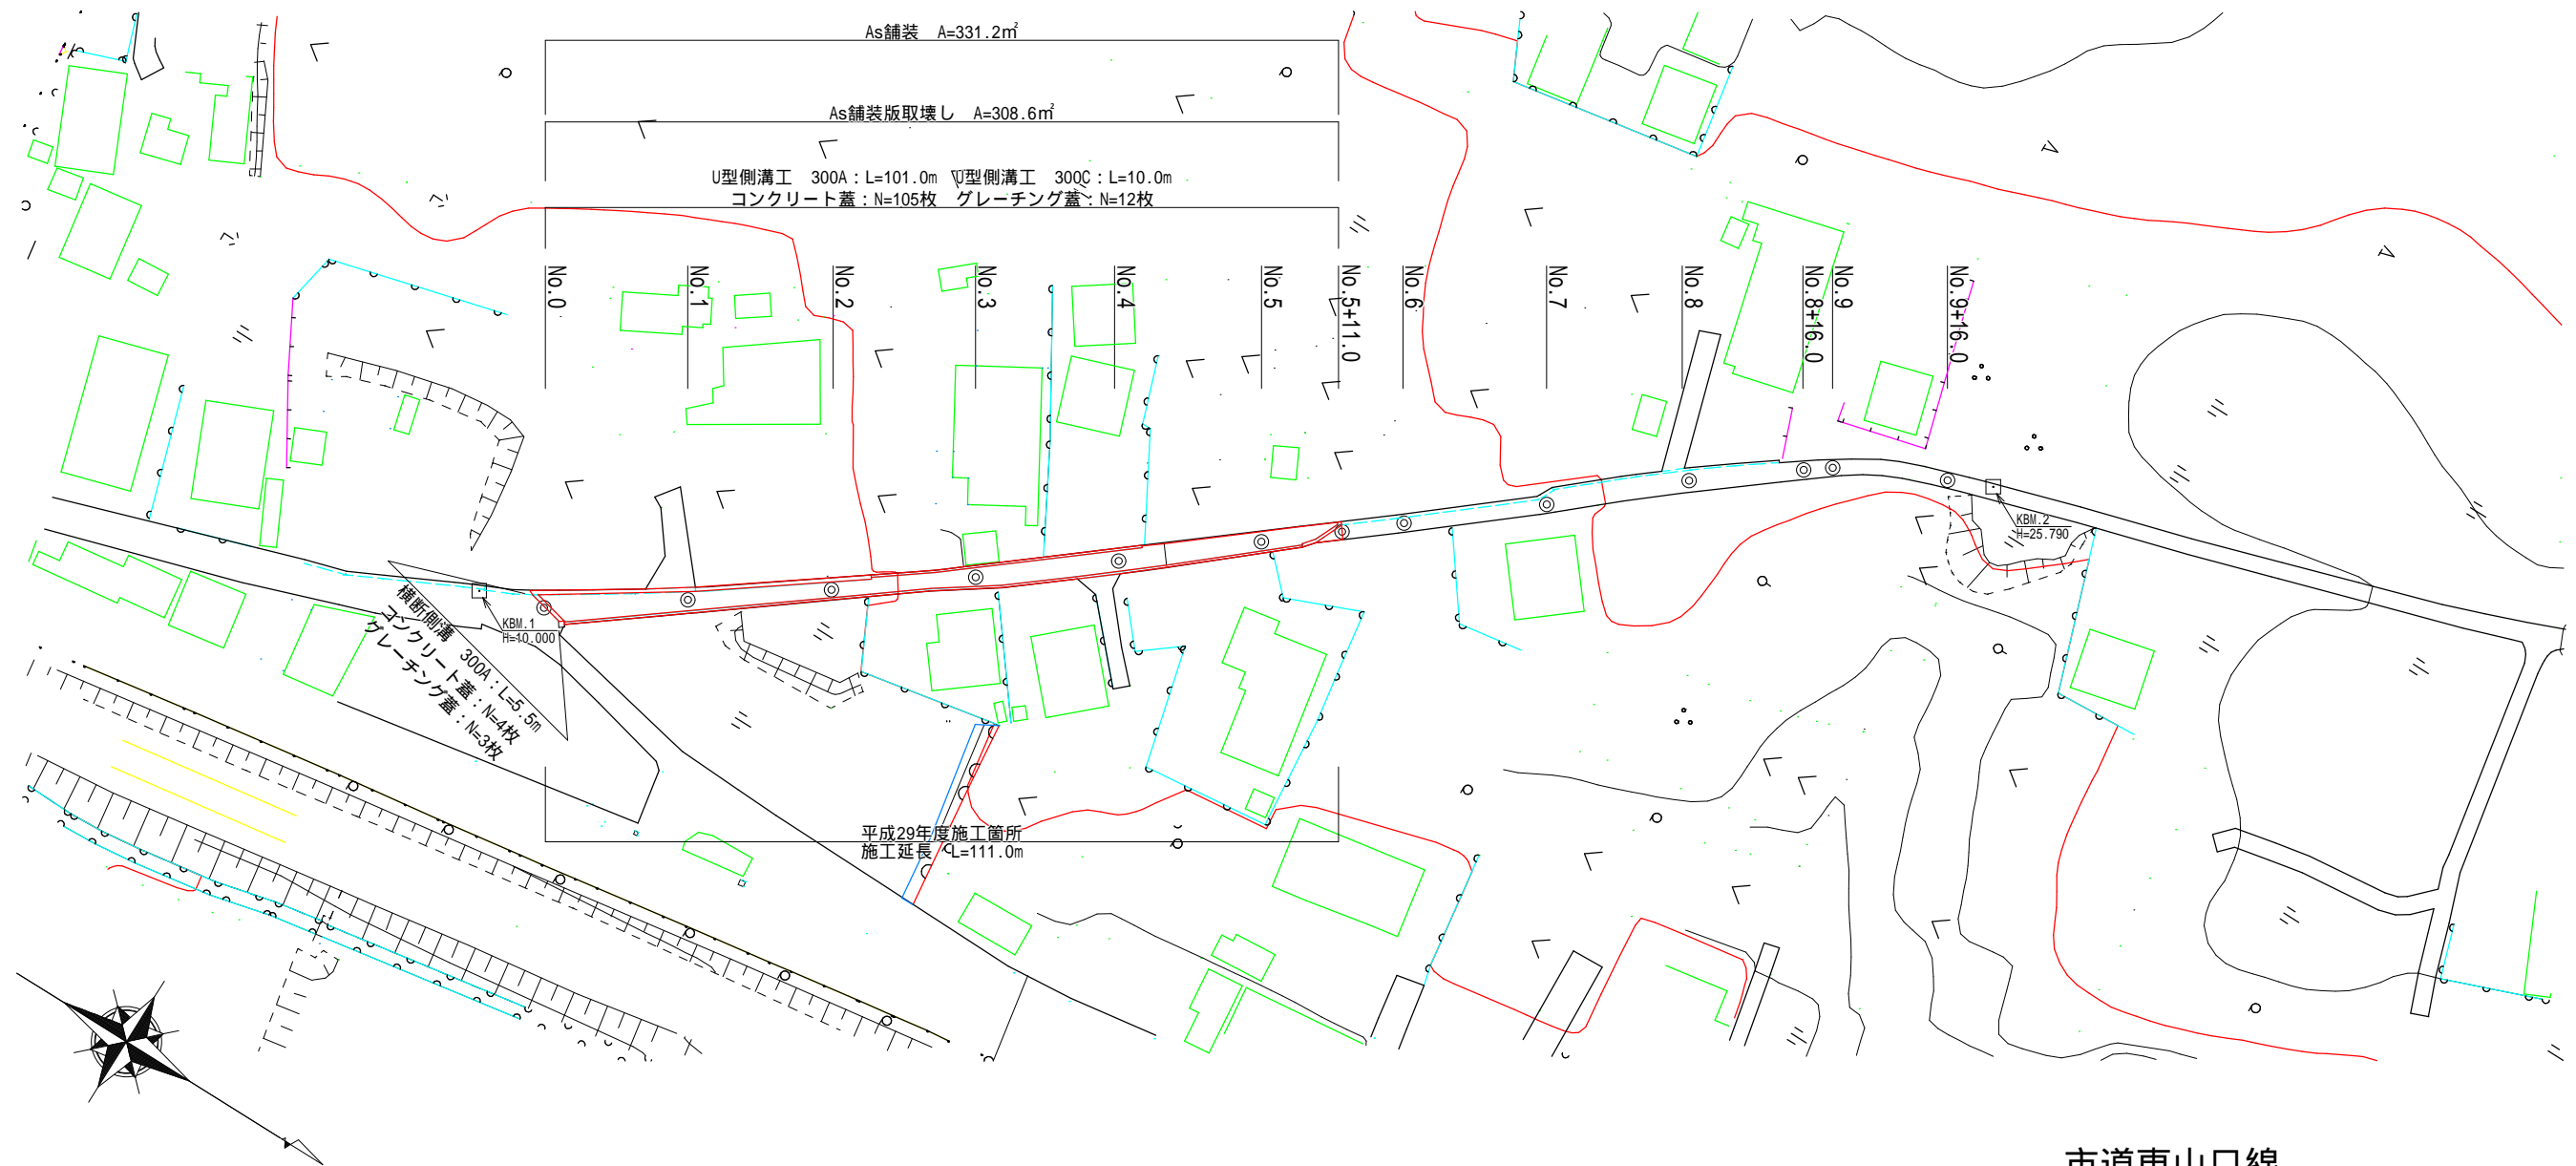 As舗装　A=331.2㎡
As舗装版取壊し　A=308.6㎡
U型側溝工　300A：L=101.0m　U型側溝工　300C：L=10.0m
コンクリート蓋：N=105枚　グレーチング蓋：N=12枚
No.0
No.1
No.2
No.3
No.4
No.5
No.5+11.0
No.6
No.7
No.8
No.8+16.0
No.9
No.9+16.0
KBM.2
H=25.790
KBM.1
H=10.000
横断側溝　300A：L=5.5m
コンクリート蓋：N=4枚
グレーチング蓋：N=3枚
平成29年度施工箇所
施工延長　L=111.0m
市道東山口線